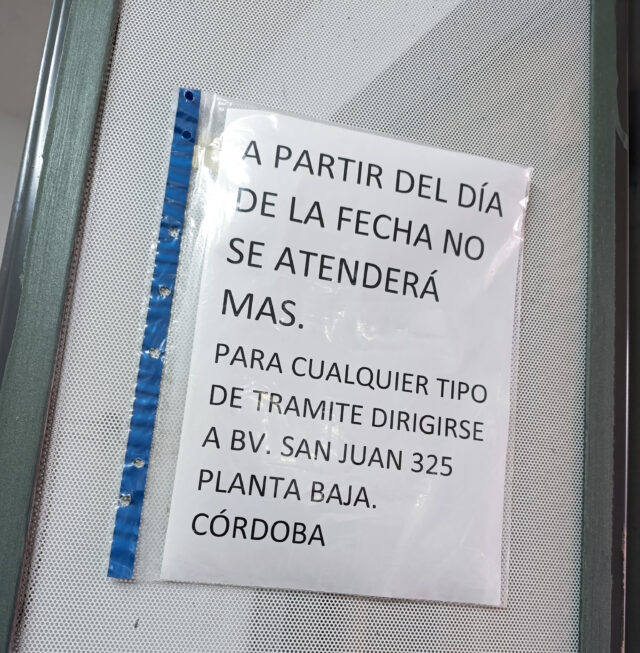 A PARTIR DEL DÍA
DE LA FECHA NO
SE ATENDERÁ
MAS.
PARA CUALQUIER TIPO
DE TRAMITE DIRIGIRSE
A BV. SAN JUAN 325
PLANTA BAJA.
CÓRDOBA